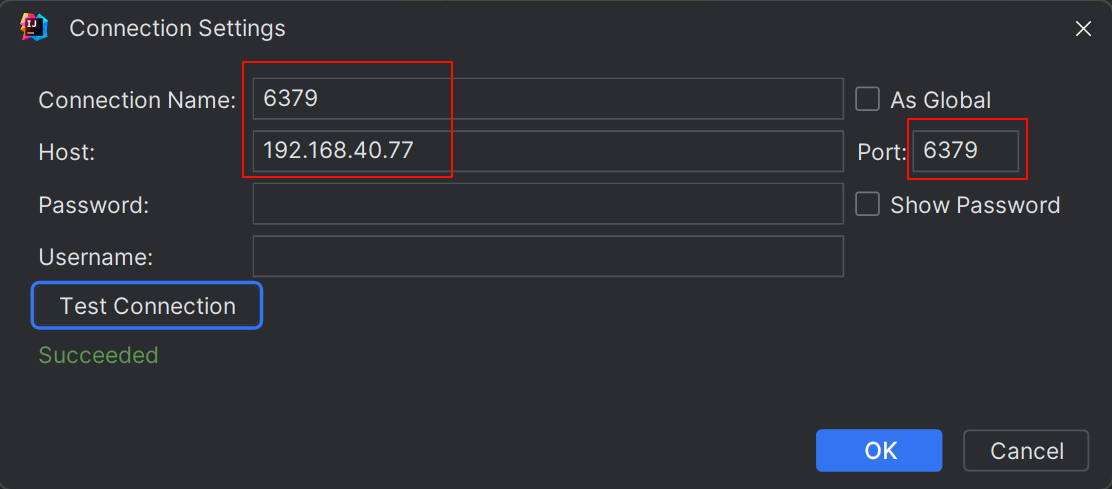 Connection Settings
Connection Name: 6379 As Global
Host: 192.168.40.77 Port: 6379
Password: Show Password
Username:
Test Connection
Succeeded
OK Cancel